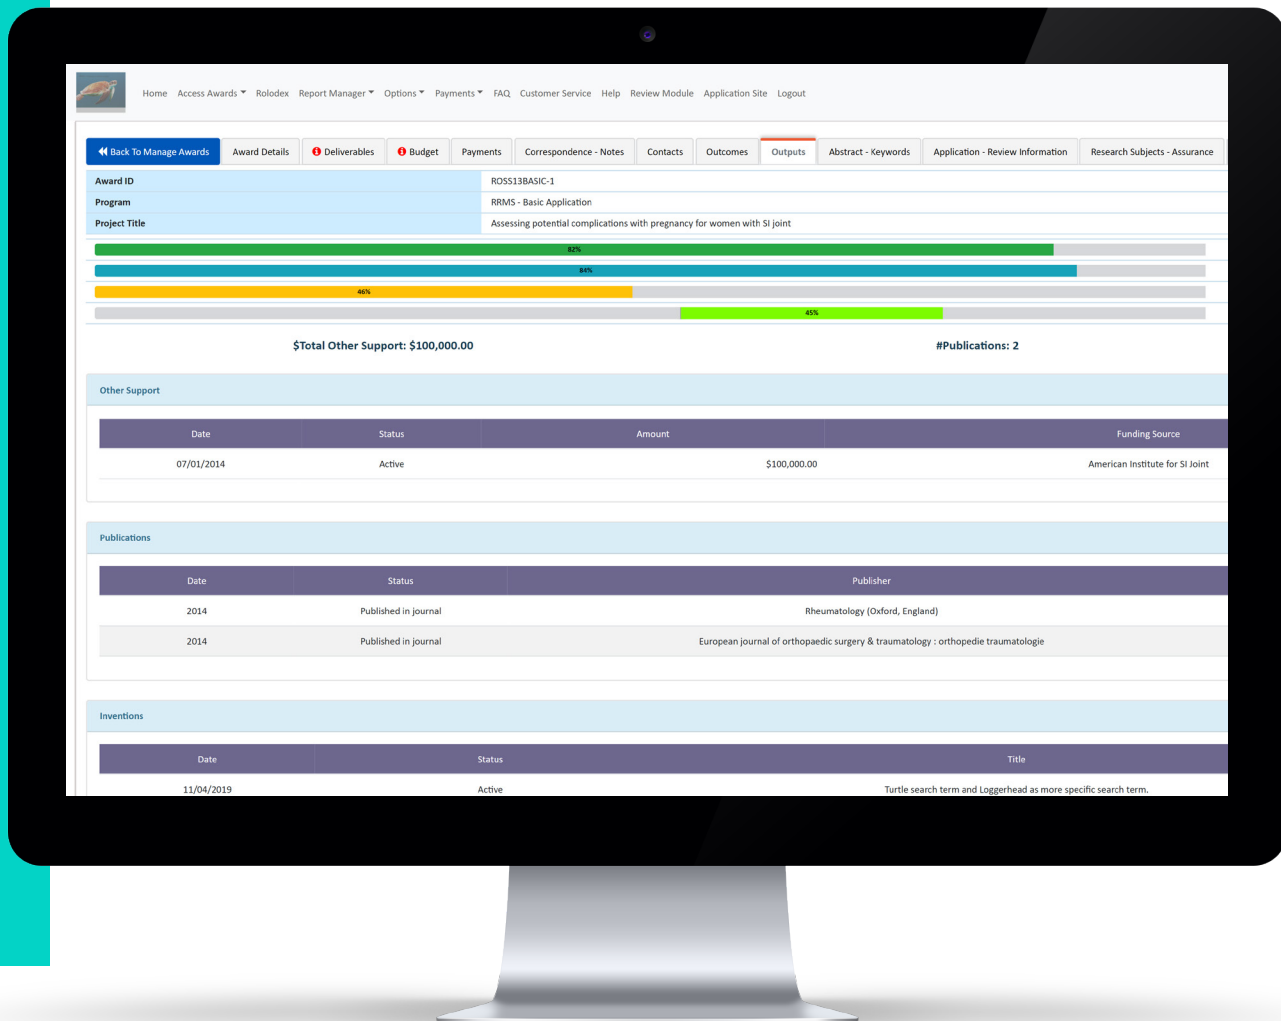 Home Access Awards Rolodex Report Manager Options Payments FAQ Customer Service Help Review Module Application Site Logout
Back To Manage Awards Award Details Deliverables Budget Payments Correspondence - Notes Contacts Outcomes Outputs Abstract - Keywords Application - Review Information Research Subjects - Assurance
Award ID ROSS13BASIC-1
Program RRMS - Basic Application
Project Title Assessing potential complications with pregnancy for women with SI joint
82%
84%
46%
45%
$Total Other Support: $100,000.00 #Publications: 2
Other Support
Date Status Amount Funding Source
07/01/2014 Active $100,000.00 American Institute for SI Joint
Publications
Date Status Publisher
2014 Published in journal Rheumatology (Oxford, England)
2014 Published in journal European journal of orthopaedic surgery & traumatology : orthopedie traumatologie
Inventions
Date Status Title
11/04/2019 Active Turtle search term and Loggerhead as more specific search term.